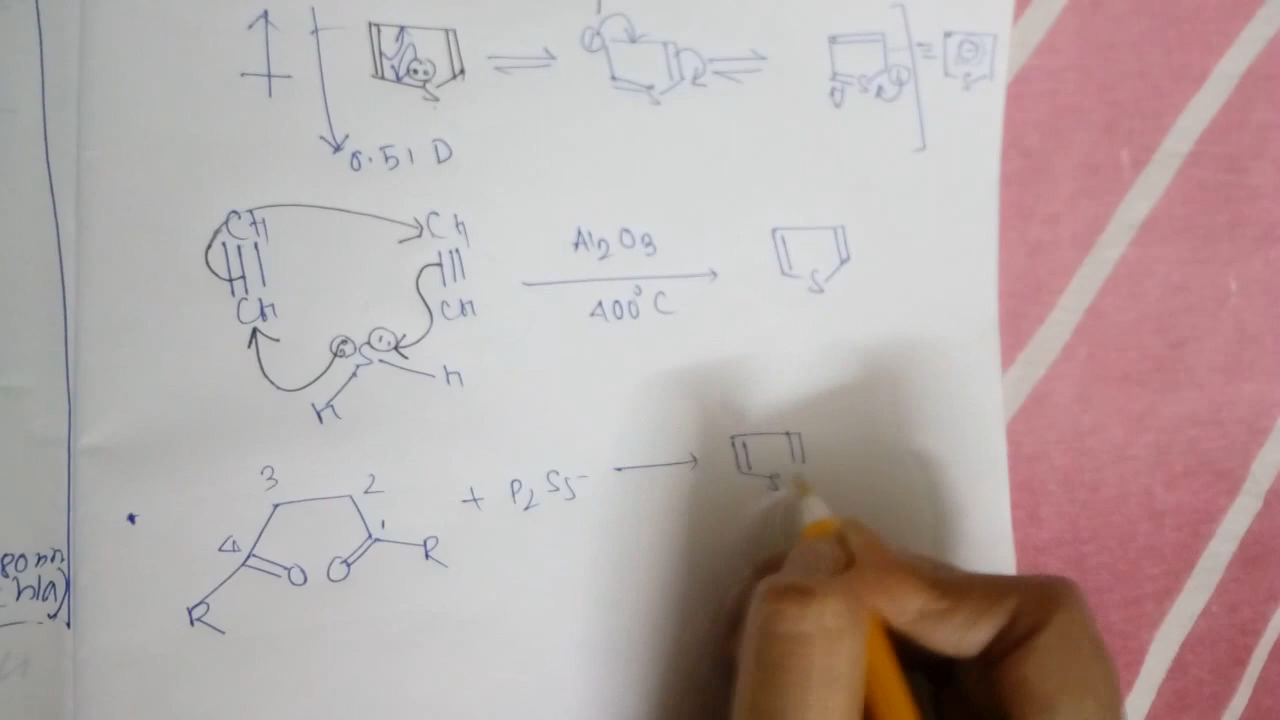 S S S S
0.51 D
CH CH Al2O3
CH CH 400°C S
S
H H
3 2 + P2S5 S
4 1
R O O R